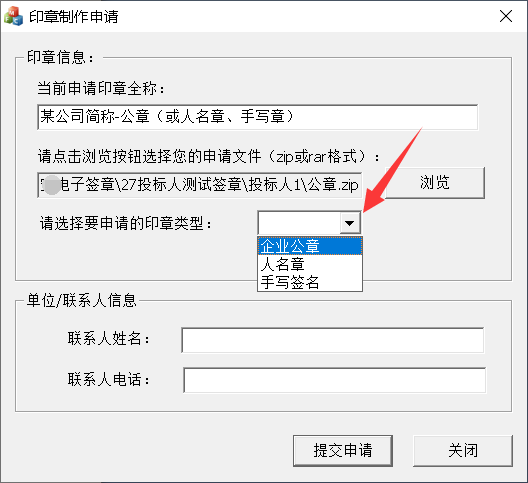 印章制作申请
印章信息：
当前申请印章全称:
某公司简称-公章（或人名章、手写章）
请点击浏览按钮选择您的申请文件（zip或rar格式）:
电子签章\27投标人测试签章\投标人1\公章.zip
浏览
请选择要申请的印章类型:
企业公章
人名章
手写签名
单位/联系人信息
联系人姓名:
联系人电话:
提交申请
关闭